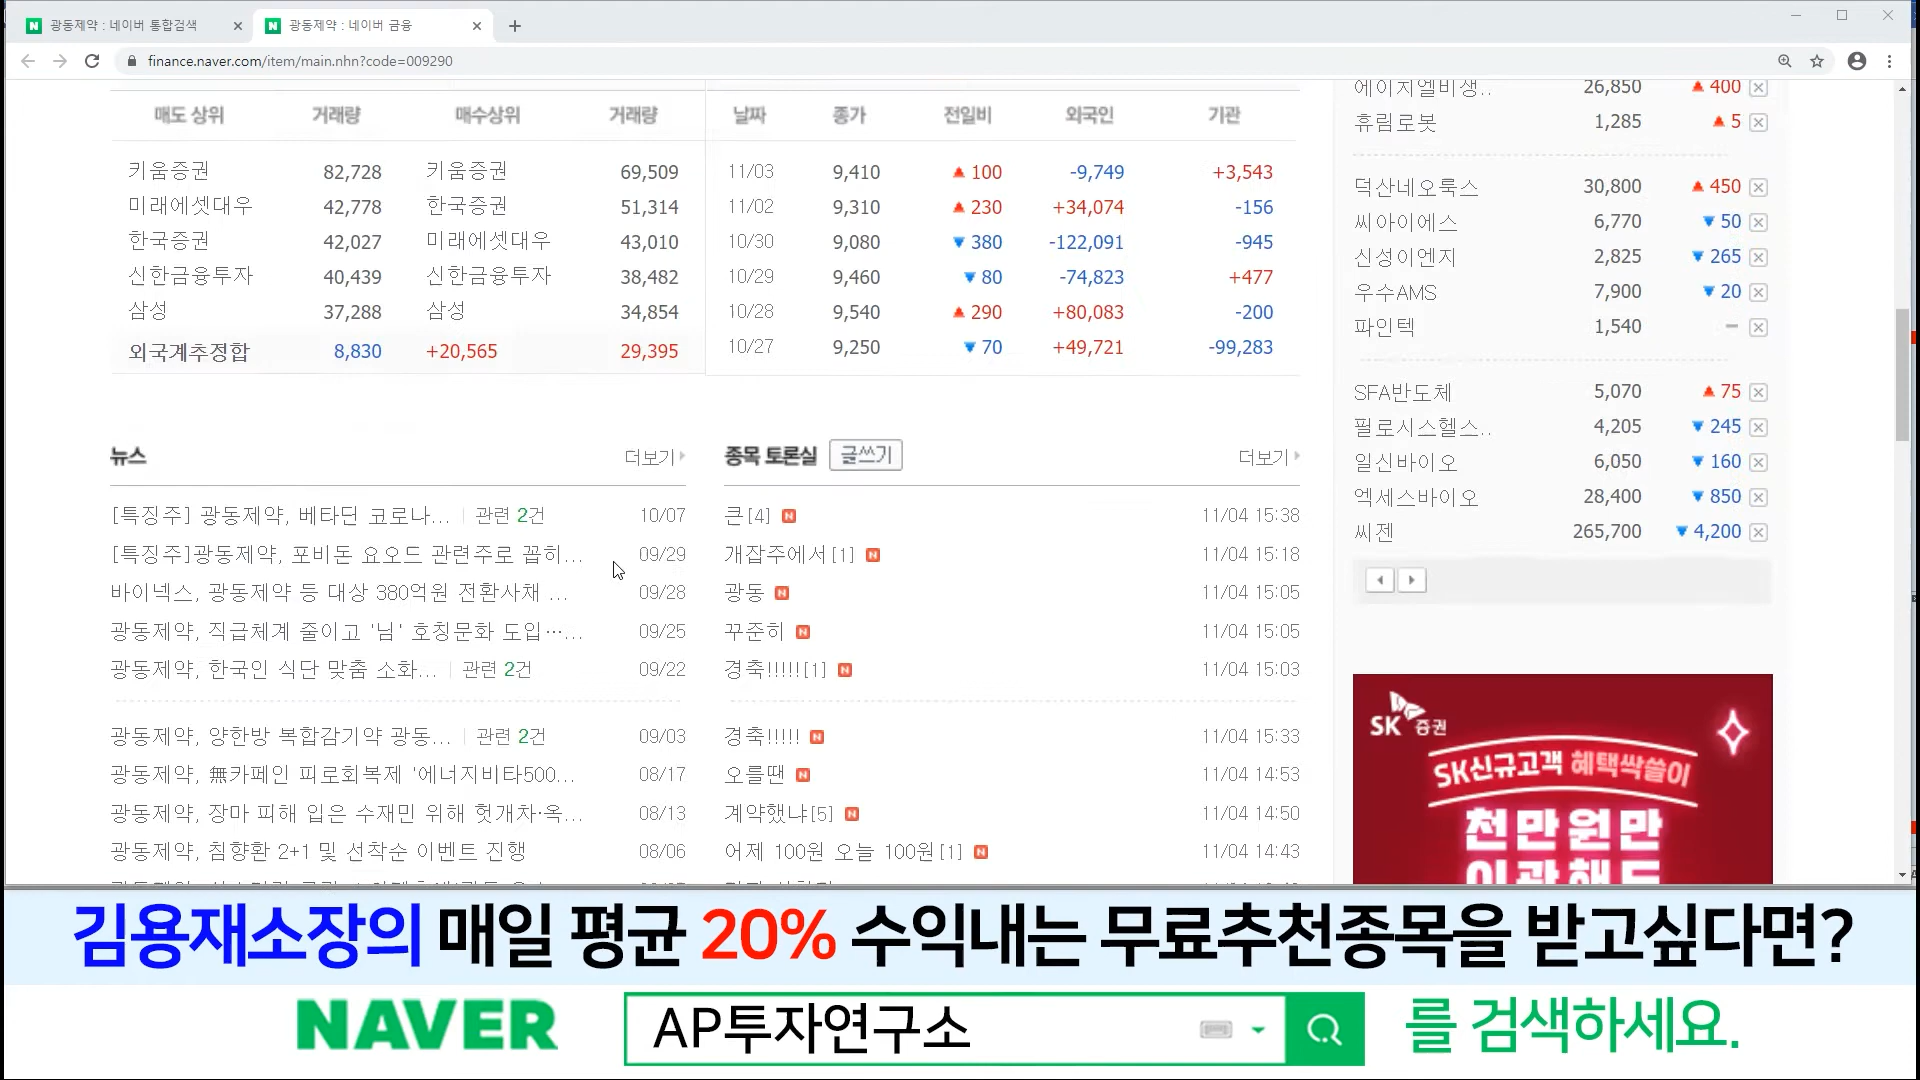 광동제약 : 네이버 통합검색
광동제약 : 네이버 금융
finance.naver.com/item/main.nhn?code=009290
매도 상위 거래량 매수상위 거래량
키움증권 82,728 키움증권 69,509
미래에셋대우 42,778 한국증권 51,314
한국증권 42,027 미래에셋대우 43,010
신한금융투자 40,439 신한금융투자 38,482
삼성 37,288 삼성 34,854
외국계추정합 8,830 +20,565 29,395
날짜 종가 전일비 외국인 기관
11/03 9,410 ▲ 100 -9,749 +3,543
11/02 9,310 ▲ 230 +34,074 -156
10/30 9,080 ▼ 380 -122,091 -945
10/29 9,460 ▼ 80 -74,823 +477
10/28 9,540 ▲ 290 +80,083 -200
10/27 9,250 ▼ 70 +49,721 -99,283
뉴스 더보기
[특징주] 광동제약, 베타딘 코로나... 관련 2건 10/07
[특징주]광동제약, 포비돈 요오드 관련주로 꼽히... 09/29
바이넥스, 광동제약 등 대상 380억원 전환사채 ... 09/28
광동제약, 직급체계 줄이고 '님' 호칭문화 도입…... 09/25
광동제약, 한국인 식단 맞춤 소화... 관련 2건 09/22
광동제약, 양한방 복합감기약 광동... 관련 2건 09/03
광동제약, 無카페인 피로회복제 '에너지비타500... 08/17
광동제약, 장마 피해 입은 수재민 위해 헛개차·옥... 08/13
광동제약, 침향환 2+1 및 선착순 이벤트 진행 08/06
종목 토론실 글쓰기 더보기
큰[4] N 11/04 15:38
개잡주에서[1] N 11/04 15:18
광동 N 11/04 15:05
꾸준히 N 11/04 15:05
경축!!!!![1] N 11/04 15:03
경축!!!!! N 11/04 15:33
오를땐 N 11/04 14:53
계약했냐[5] N 11/04 14:50
어제 100원 오늘 100원[1] N 11/04 14:43
에이치엘비생.. 26,850 ▲ 400
휴림로봇 1,285 ▲ 5
덕산네오룩스 30,800 ▲ 450
씨아이에스 6,770 ▼ 50
신성이엔지 2,825 ▼ 265
우수AMS 7,900 ▼ 20
파인텍 1,540 −
SFA반도체 5,070 ▲ 75
필로시스헬스.. 4,205 ▼ 245
일신바이오 6,050 ▼ 160
엑세스바이오 28,400 ▼ 850
씨젠 265,700 ▼ 4,200
SK증권
SK신규고객 혜택싹쓸이
천만원만
이관해도
김용재소장의 매일 평균 20% 수익내는 무료추천종목을 받고싶다면?
NAVER AP투자연구소 를 검색하세요.